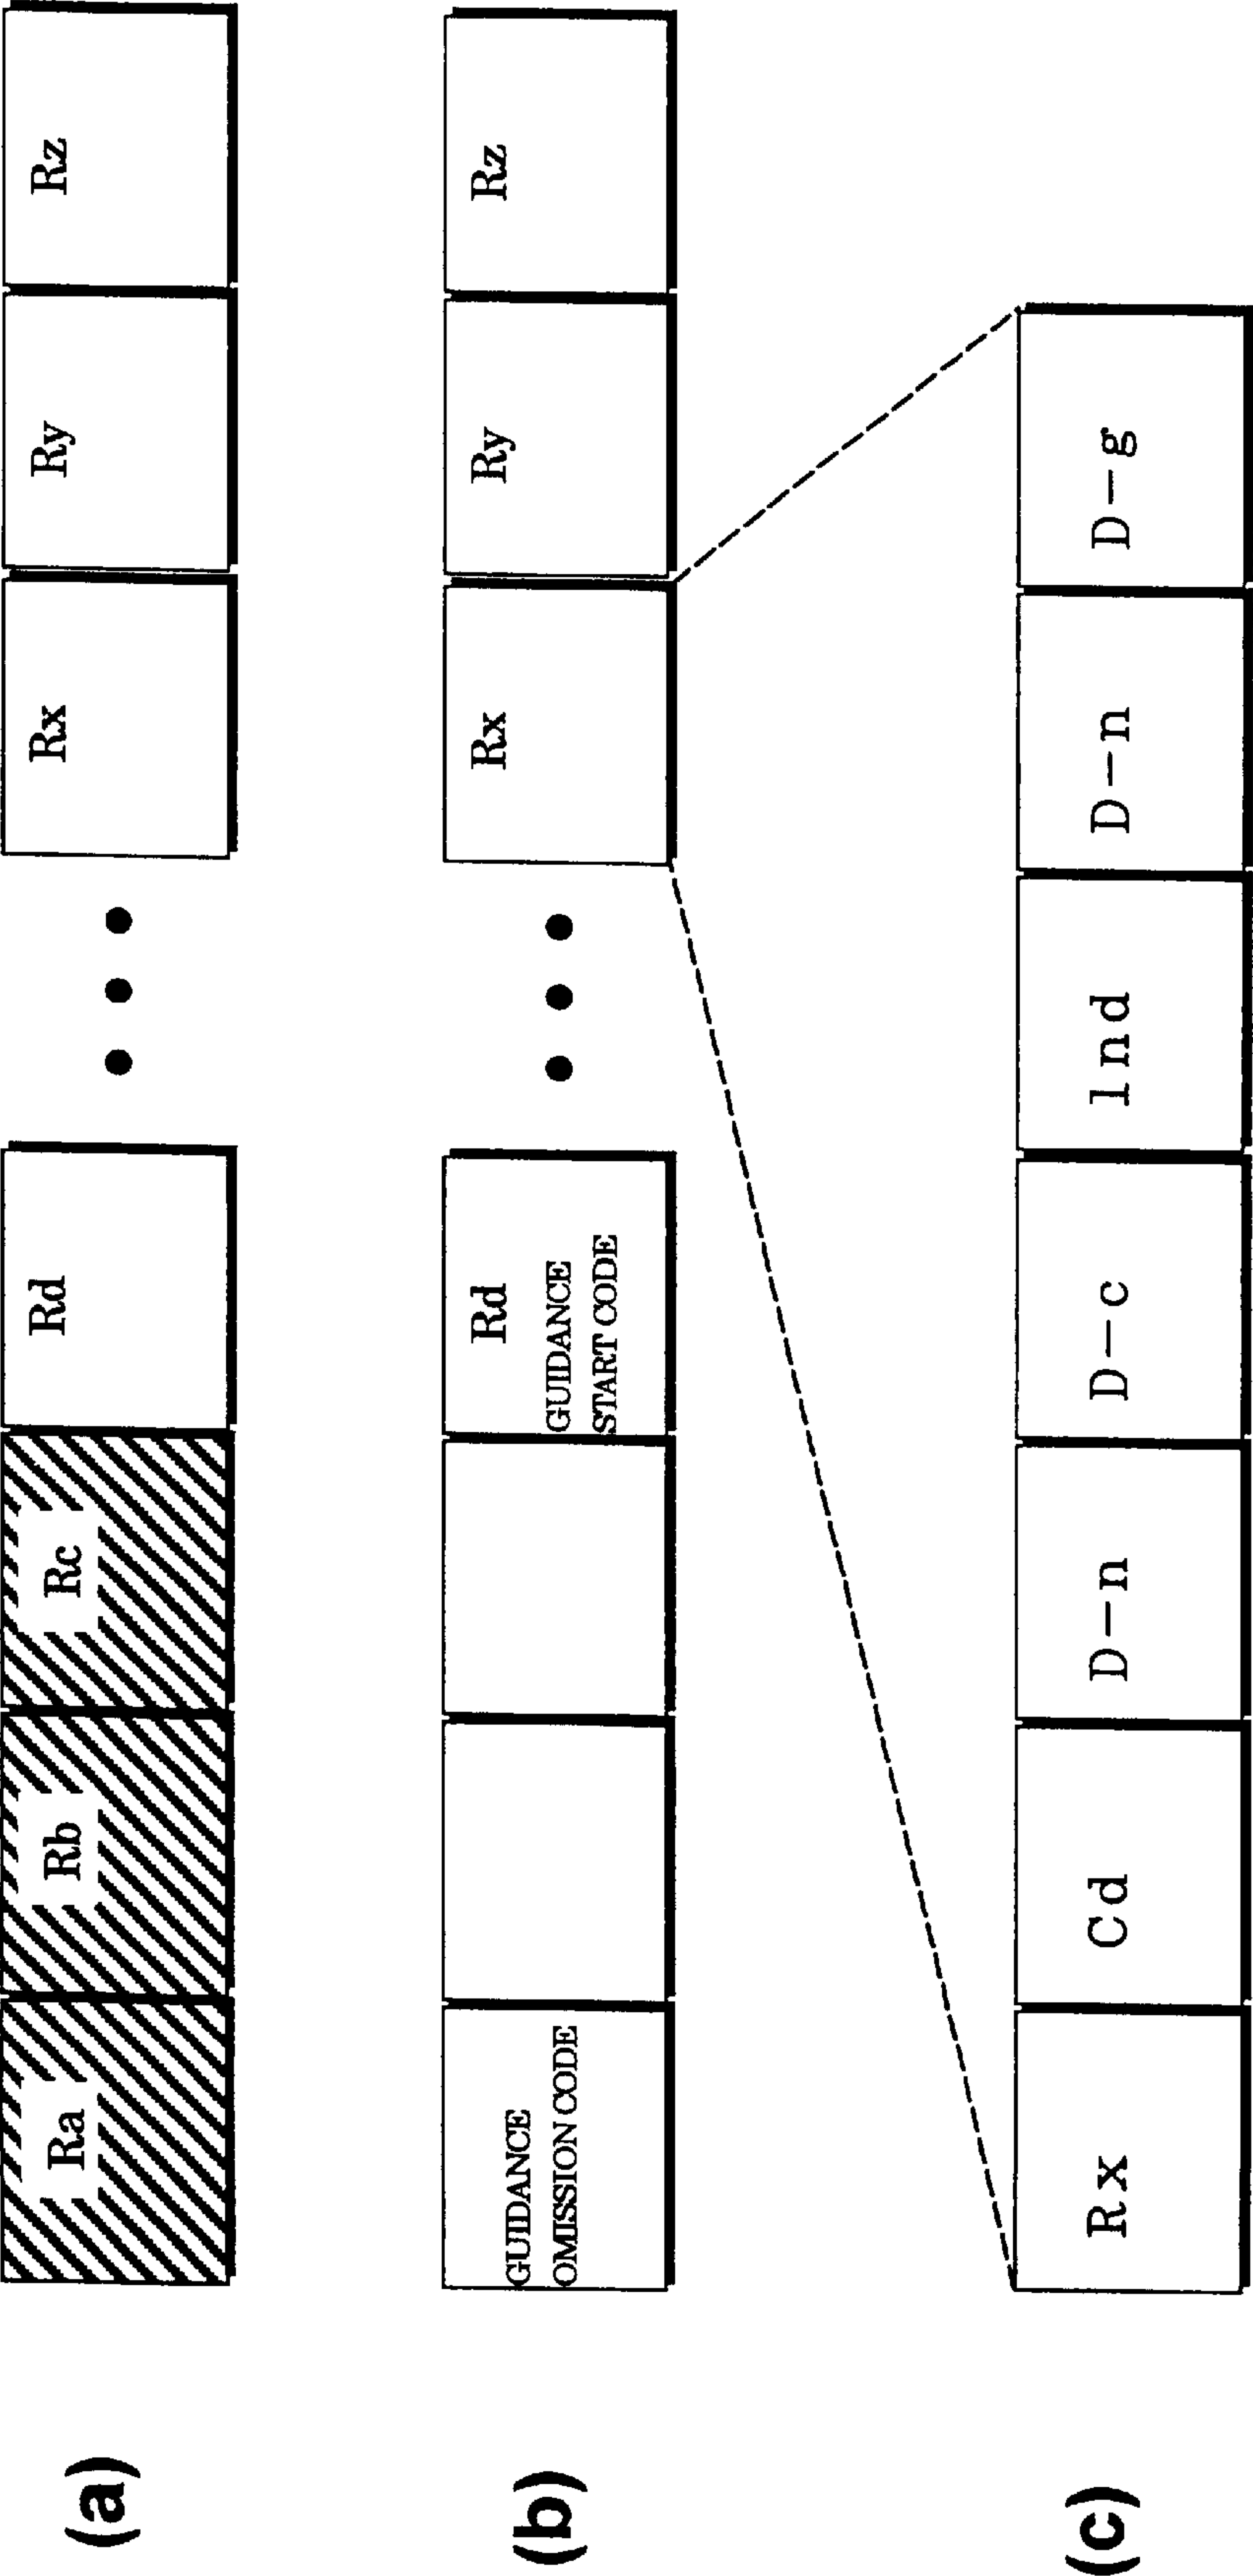 (a)
Ra
Rb
Rc
Rd
Rx
Ry
Rz
(b)
GUIDANCE
OMISSION CODE
Rd
GUIDANCE
START CODE
Rx
Ry
Rz
(c)
Rx
Cd
D-n
D-c
lnd
D-n
D-g